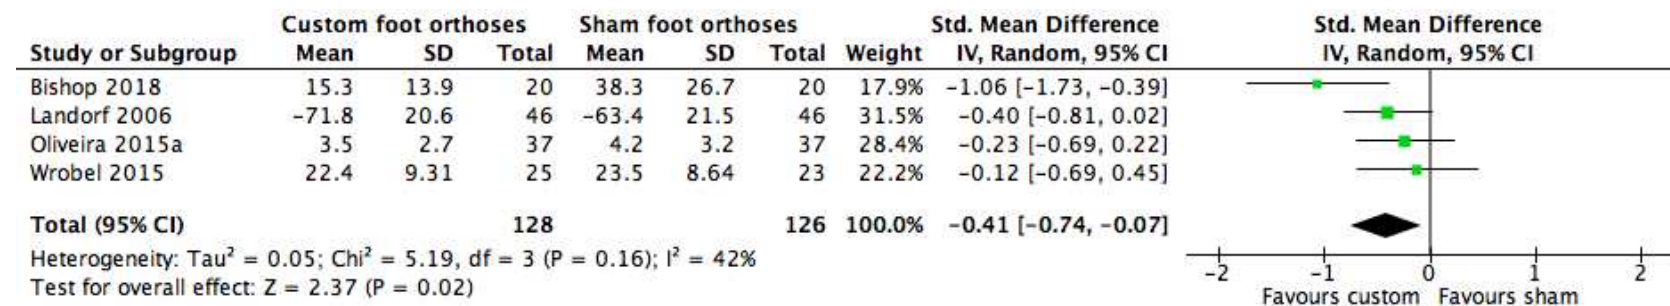 Custom foot orthoses Sham foot orthoses Std. Mean Difference Std. Mean Difference
Study or Subgroup Mean SD Total Mean SD Total Weight IV, Random, 95% CI IV, Random, 95% CI
Bishop 2018 15.3 13.9 20 38.3 26.7 20 17.9% −1.06 [−1.73, −0.39]
Landorf 2006 −71.8 20.6 46 −63.4 21.5 46 31.5% −0.40 [−0.81, 0.02]
Oliveira 2015a 3.5 2.7 37 4.2 3.2 37 28.4% −0.23 [−0.69, 0.22]
Wrobel 2015 22.4 9.31 25 23.5 8.64 23 22.2% −0.12 [−0.69, 0.45]
Total (95% CI) 128 126 100.0% −0.41 [−0.74, −0.07]
Heterogeneity: Tau² = 0.05; Chi² = 5.19, df = 3 (P = 0.16); I² = 42%
Test for overall effect: Z = 2.37 (P = 0.02)
−2 −1 0 1 2
Favours custom Favours sham